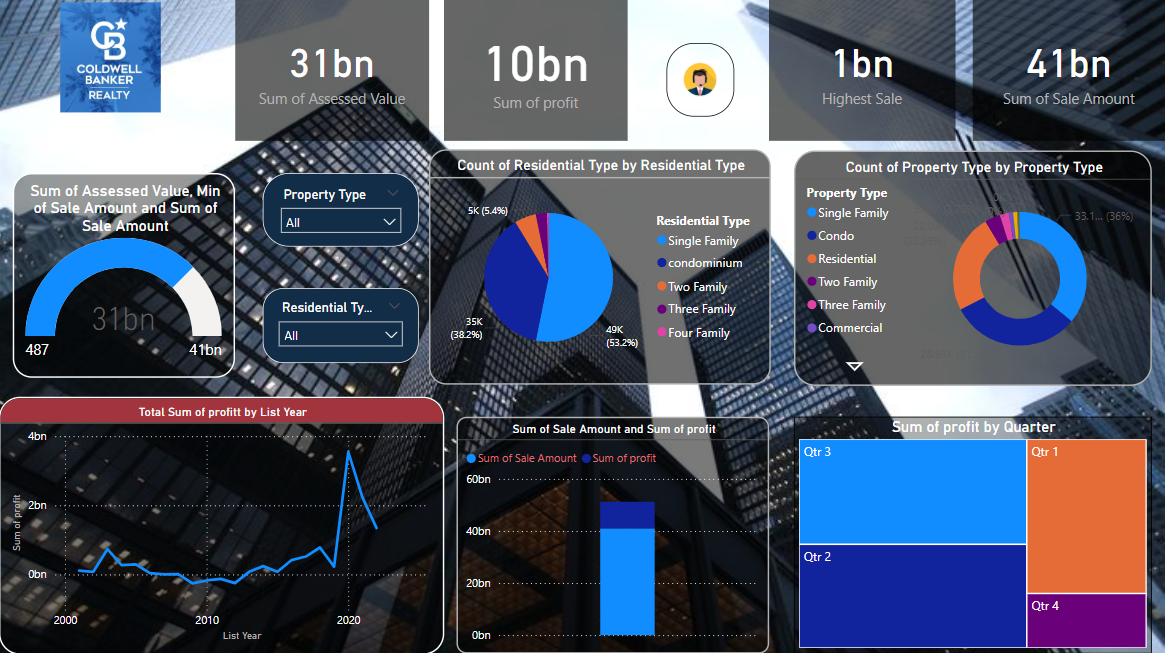 COLDWELL
BANKER
REALTY
31bn
Sum of Assessed Value
10bn
Sum of profit
1bn
Highest Sale
41bn
Sum of Sale Amount
Sum of Assessed Value, Min
of Sale Amount and Sum of
Sale Amount
31bn
487
41bn
Property Type
All
Residential Ty...
All
Count of Residential Type by Residential Type
5K (5.4%)
35K
(38.2%)
49K
(53.2%)
Residential Type
Single Family
condominium
Two Family
Three Family
Four Family
Count of Property Type by Property Type
Property Type
Single Family
Condo
Residential
Two Family
Three Family
Commercial
33.1... (36%)
Total Sum of profitt by List Year
Sum of profit
4bn
2bn
0bn
2000
2010
2020
List Year
Sum of Sale Amount and Sum of profit
Sum of Sale Amount
Sum of profit
60bn
40bn
20bn
0bn
Sum of profit by Quarter
Qtr 3
Qtr 1
Qtr 2
Qtr 4